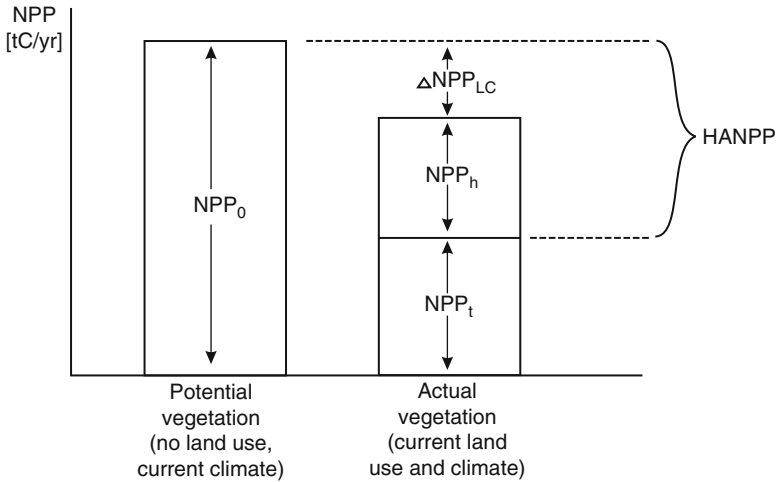 NPP
[tC/yr]
△NPP_LC
HANPP
NPP_h
NPP_0
NPP_t
Potential
vegetation
(no land use,
current climate)
Actual
vegetation
(current land
use and climate)